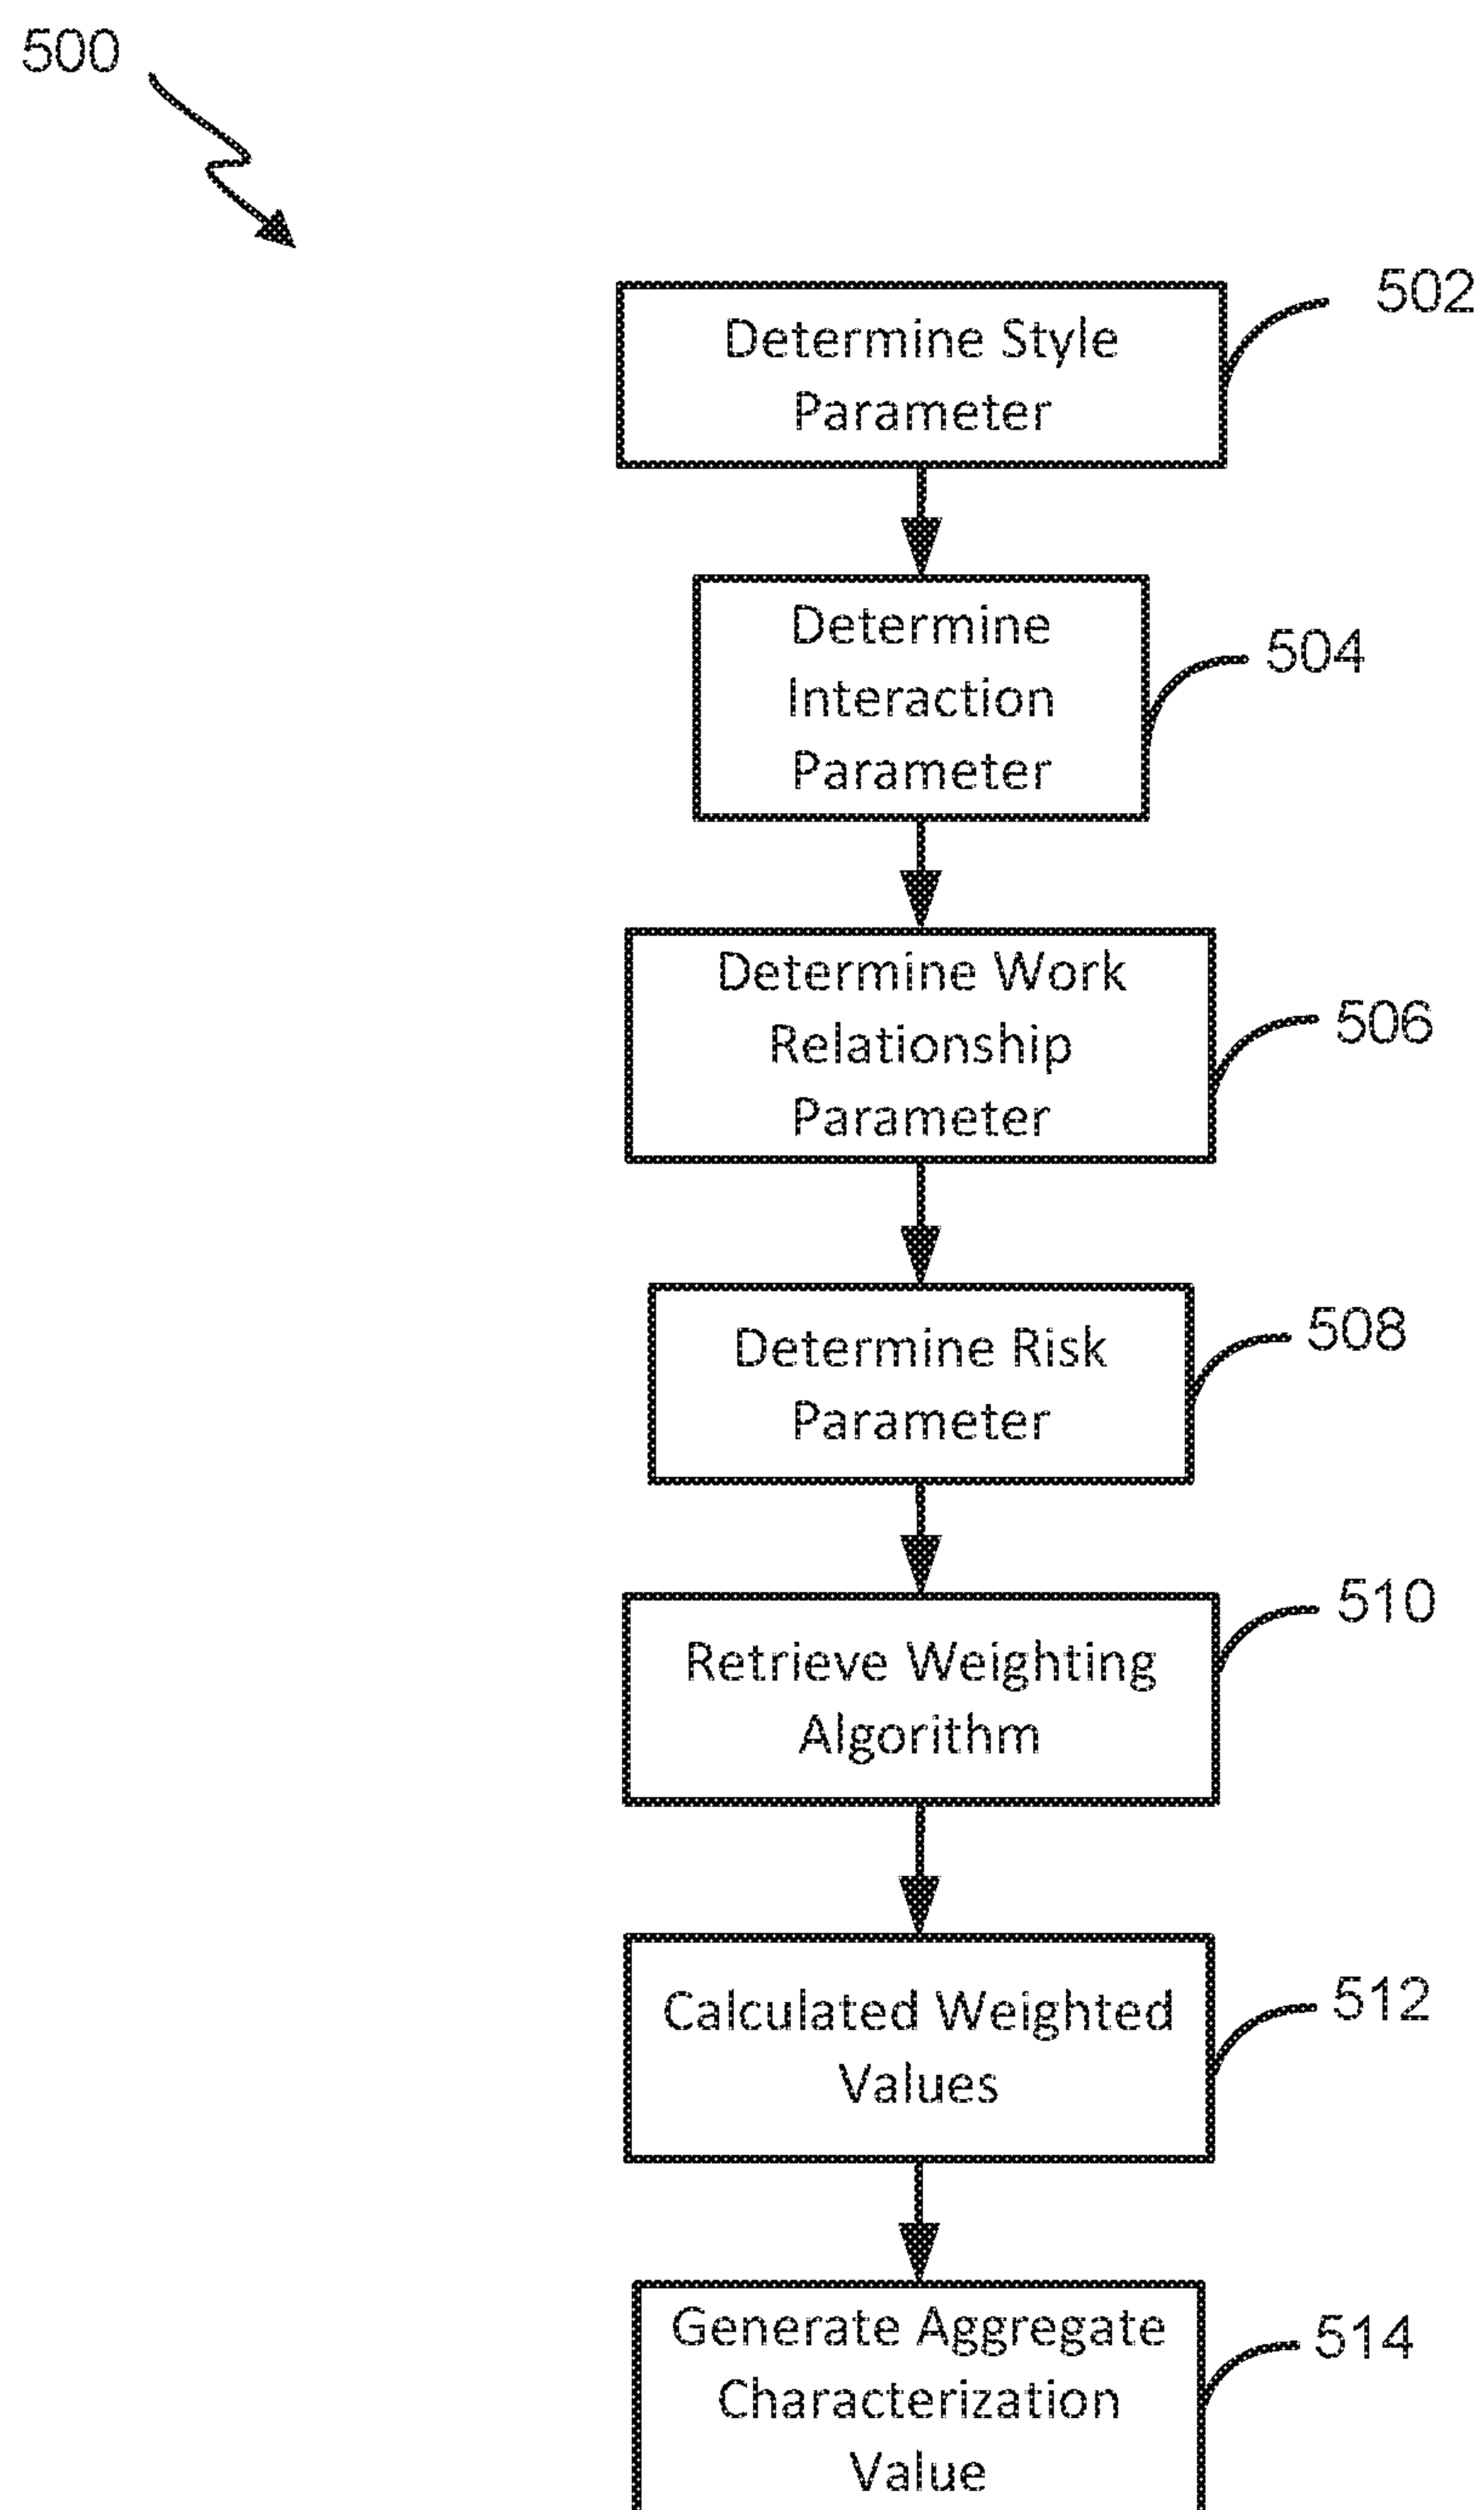 500
502
Determine Style
Parameter
Determine
Interaction
Parameter
504
Determine Work
Relationship
Parameter
506
Determine Risk
Parameter
508
Retrieve Weighting
Algorithm
510
Calculated Weighted
Values
512
Generate Aggregate
Characterization
Value
514